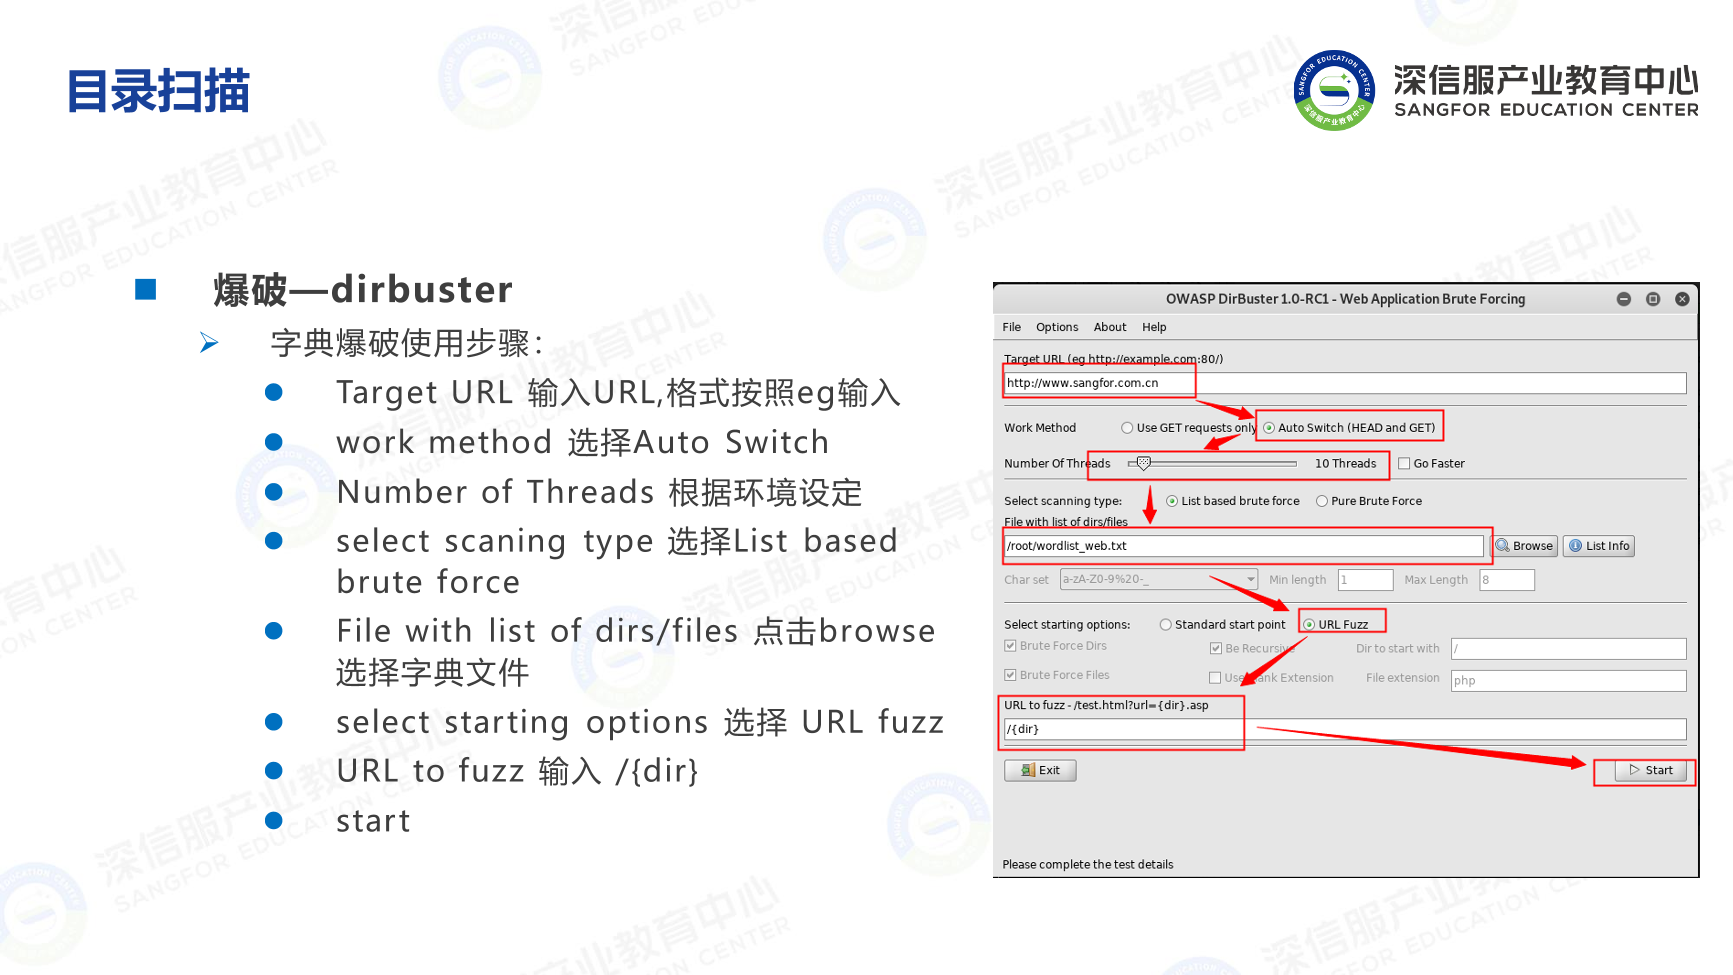 目录扫描
深信服产业教育中心
SANGFOR EDUCATION CENTER
爆破—dirbuster
字典爆破使用步骤：
Target URL 输入URL,格式按照eg输入
work method 选择Auto Switch
Number of Threads 根据环境设定
select scaning type 选择List based
brute force
File with list of dirs/files 点击browse
选择字典文件
select starting options 选择 URL fuzz
URL to fuzz 输入 /{dir}
start
OWASP DirBuster 1.0-RC1 - Web Application Brute Forcing
File Options About Help
Target URL (eg http://example.com:80/)
http://www.sangfor.com.cn
Work Method Use GET requests only Auto Switch (HEAD and GET)
Number Of Threads 10 Threads Go Faster
Select scanning type: List based brute force Pure Brute Force
File with list of dirs/files
/root/wordlist_web.txt Browse List Info
Char set a-zA-Z0-9%20-_ Min length 1 Max Length 8
Select starting options: Standard start point URL Fuzz
Brute Force Dirs Be Recursive Dir to start with /
Brute Force Files Use Blank Extension File extension php
URL to fuzz - /test.html?url={dir}.asp
/{dir}
Exit Start
Please complete the test details